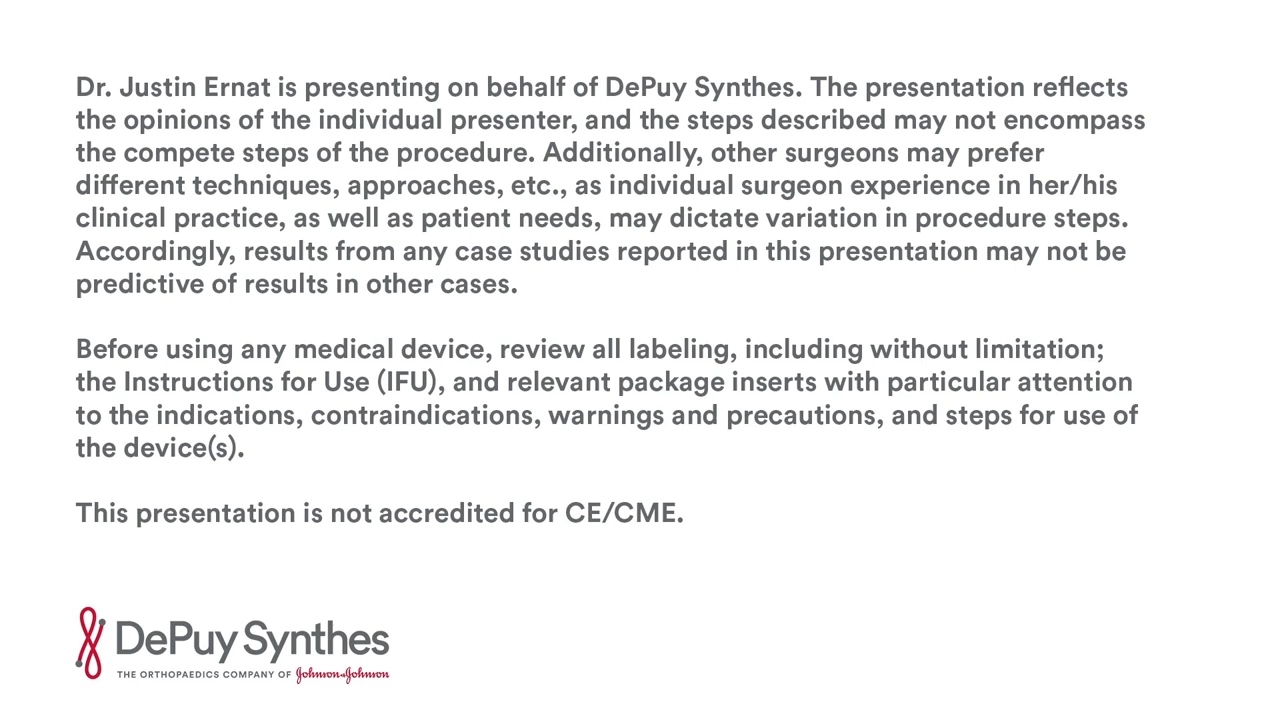 Dr. Justin Ernat is presenting on behalf of DePuy Synthes. The presentation reflects
the opinions of the individual presenter, and the steps described may not encompass
the compete steps of the procedure. Additionally, other surgeons may prefer
different techniques, approaches, etc., as individual surgeon experience in her/his
clinical practice, as well as patient needs, may dictate variation in procedure steps.
Accordingly, results from any case studies reported in this presentation may not be
predictive of results in other cases.
Before using any medical device, review all labeling, including without limitation;
the Instructions for Use (IFU), and relevant package inserts with particular attention
to the indications, contraindications, warnings and precautions, and steps for use of
the device(s).
This presentation is not accredited for CE/CME.
DePuy Synthes
THE ORTHOPAEDICS COMPANY OF Johnson & Johnson